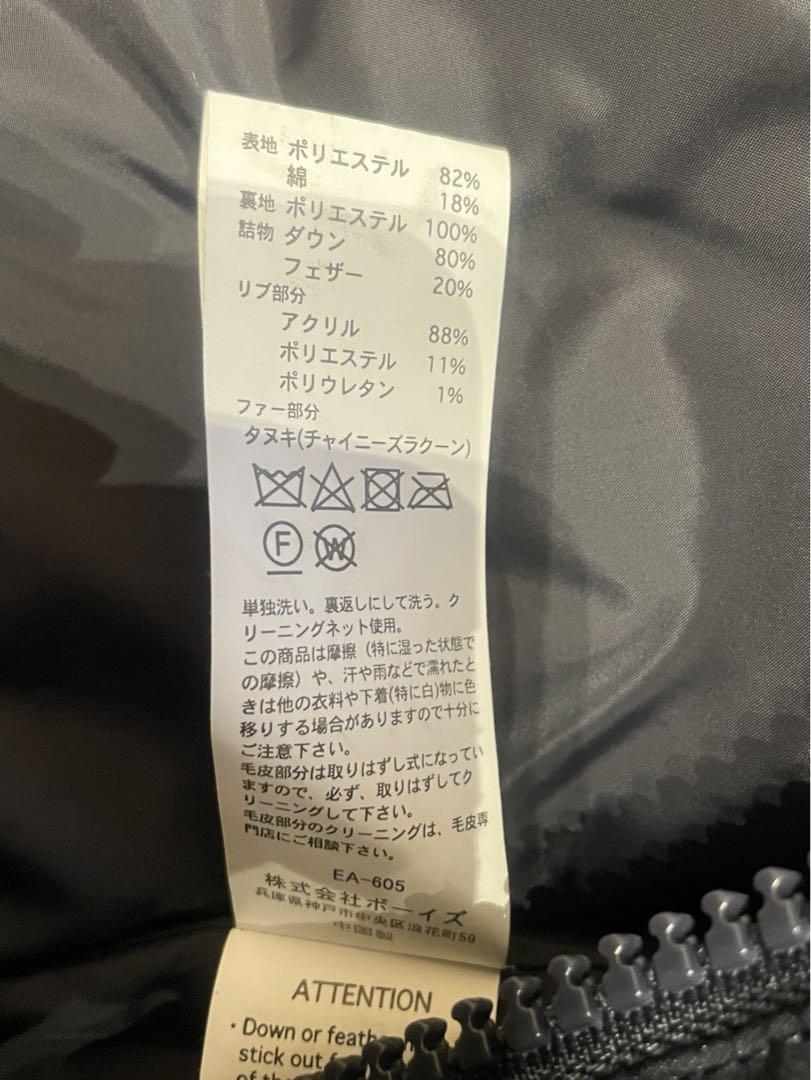 表地 ポリエステル 82%
綿 18%
裏地 ポリエステル 100%
詰物 ダウン 80%
フェザー 20%
リブ部分
アクリル 88%
ポリエステル 11%
ポリウレタン 1%
ファー部分
タヌキ(チャイニーズラクーン)
F W
単独洗い。裏返しにして洗う。ク
リーニングネット使用。
この商品は摩擦（特に湿った状態で
の摩擦）や、汗や雨などで濡れたと
きは他の衣料や下着(特に白)物に色
移りする場合がありますので十分に
ご注意下さい。
毛皮部分は取りはずし式になってい
ますので、必ず、取りはずしてク
リーニングして下さい。
毛皮部分のクリーニングは、毛皮専
門店にご相談下さい。
EA-605
株式会社ボーイズ
兵庫県神戸市中央区浪花町59
中国製
ATTENTION
・Down or feath
stick out
of the